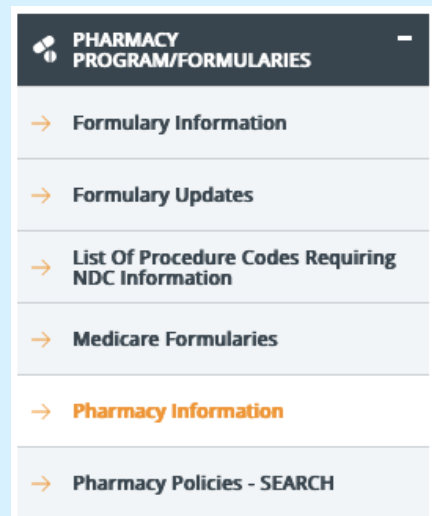 PHARMACY
PROGRAM/FORMULARIES
Formulary Information
Formulary Updates
List Of Procedure Codes Requiring
NDC Information
Medicare Formularies
Pharmacy Information
Pharmacy Policies - SEARCH